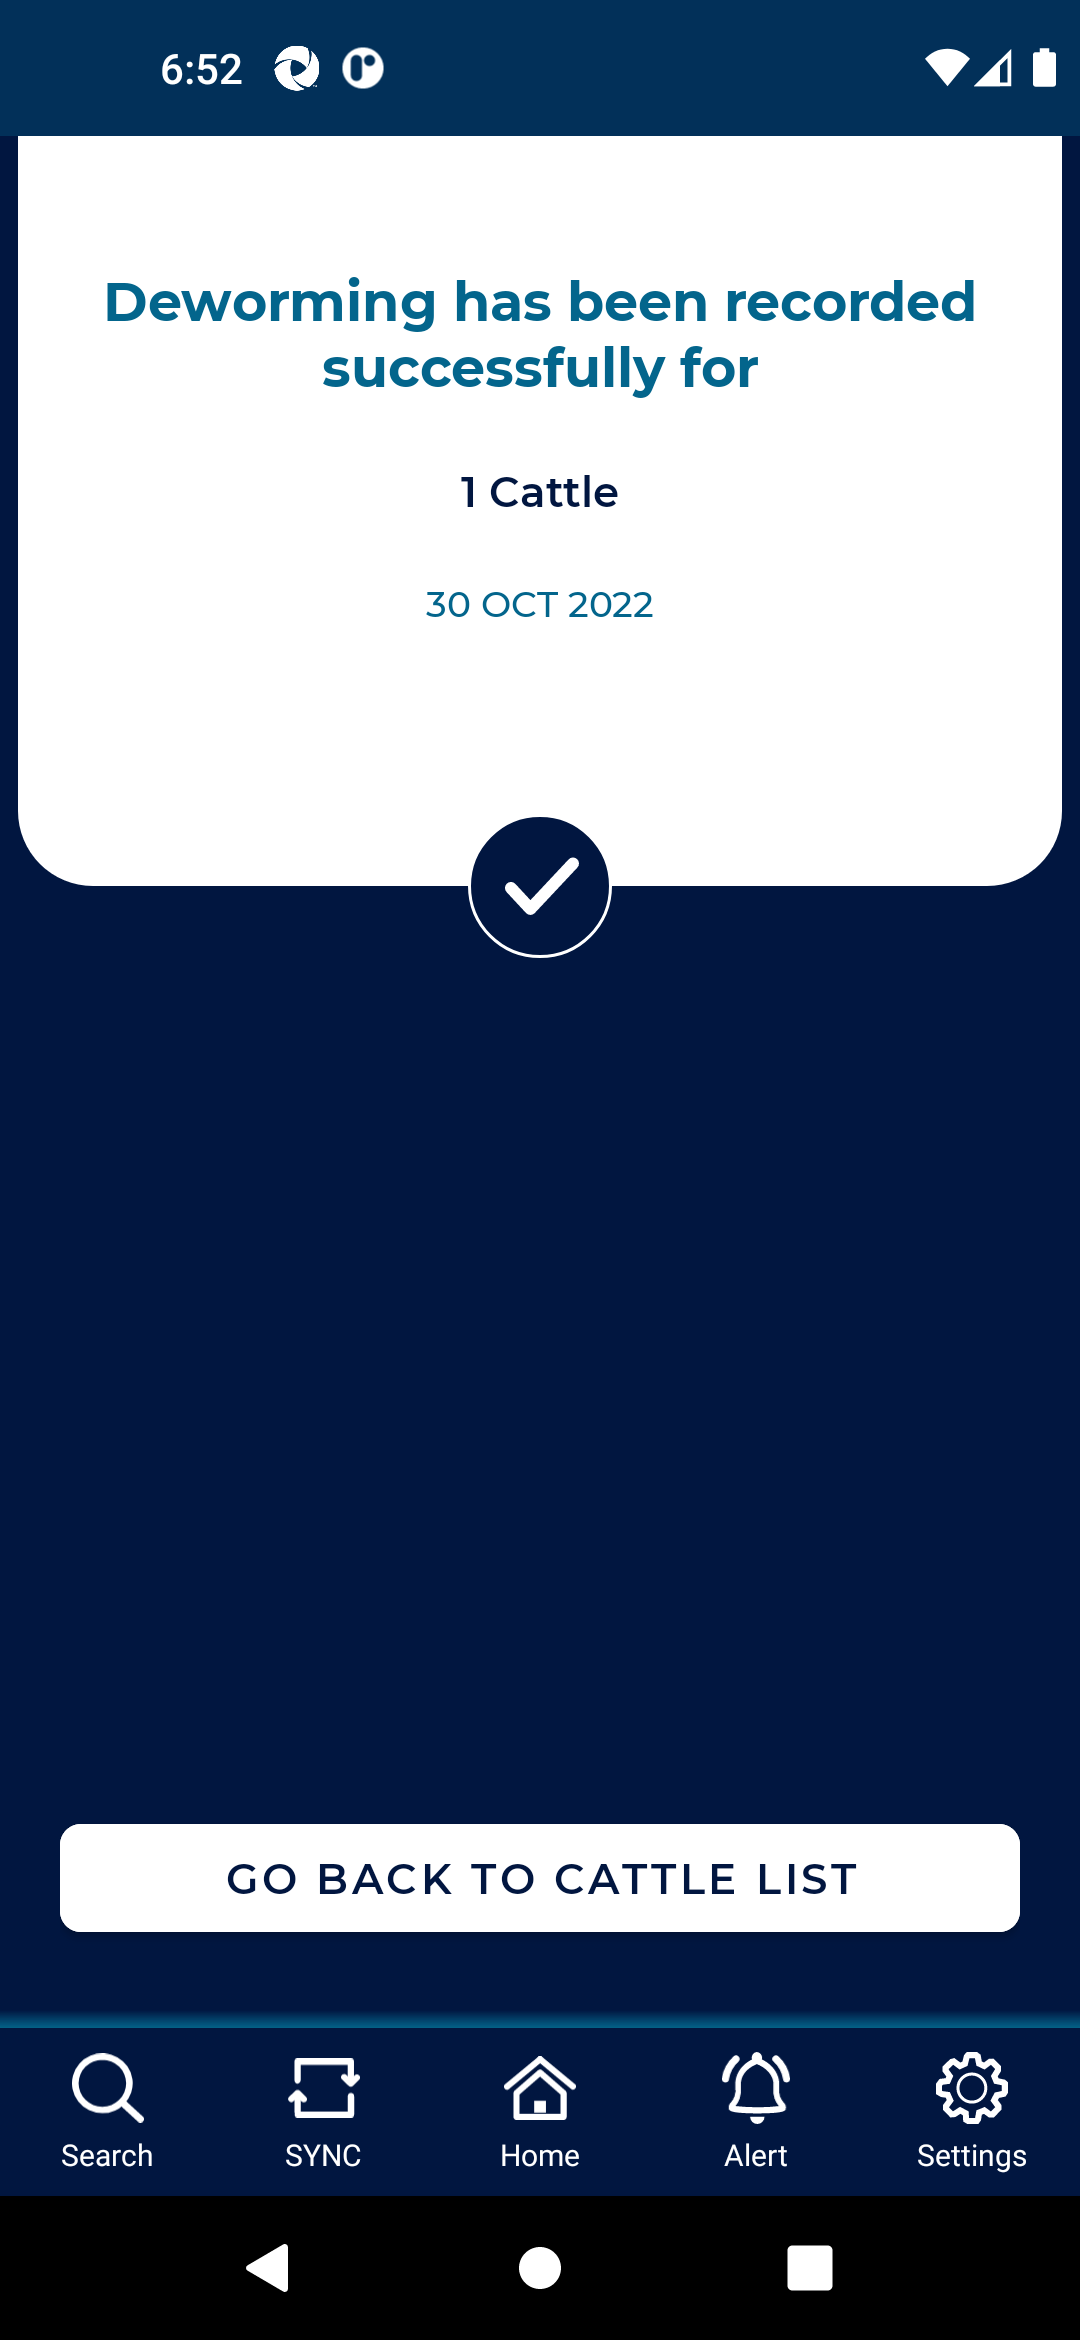 6:52
Deworming has been recorded
successfully for
1 Cattle
30 OCT 2022
GO BACK TO CATTLE LIST
Search
SYNC
Home
Alert
Settings